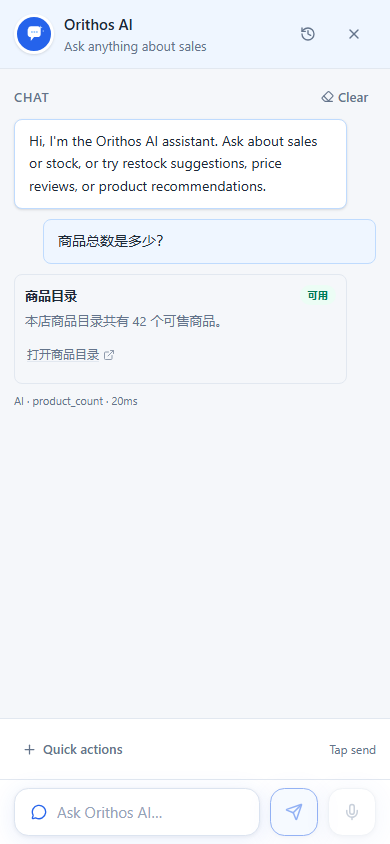 Orithos AI
Ask anything about sales
CHAT
Clear
Hi, I'm the Orithos AI assistant. Ask about sales
or stock, or try restock suggestions, price
reviews, or product recommendations.
商品总数是多少？
商品目录
可用
本店商品目录共有 42 个可售商品。
打开商品目录
AI · product_count · 20ms
Quick actions
Tap send
Ask Orithos AI...